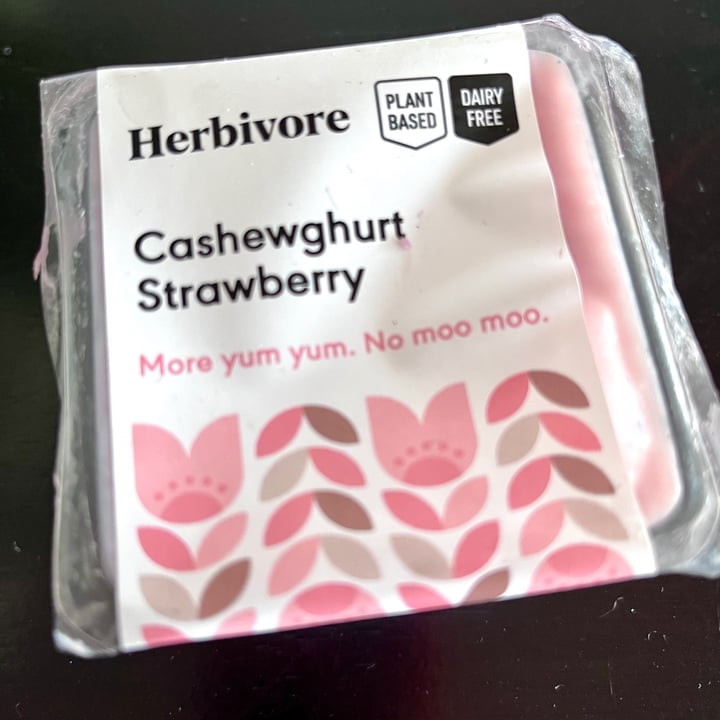 Herbivore
PLANT
BASED
DAIRY
FREE
Cashewghurt
Strawberry
More yum yum. No moo moo.